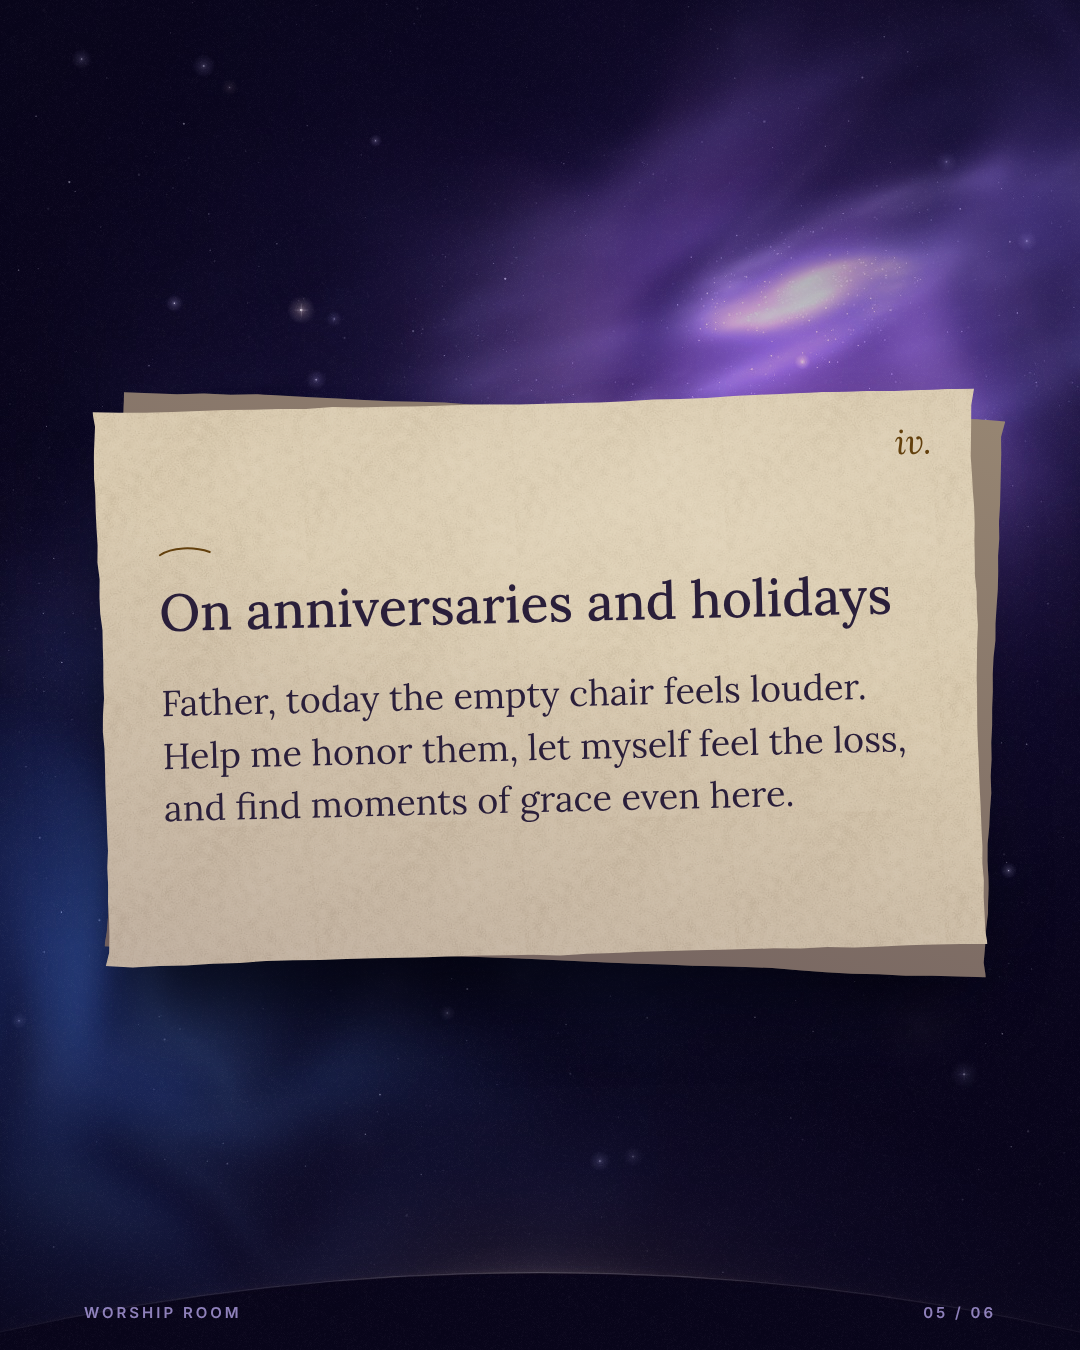 iv.
On anniversaries and holidays
Father, today the empty chair feels louder.
Help me honor them, let myself feel the loss,
and find moments of grace even here.
WORSHIP ROOM
05 / 06